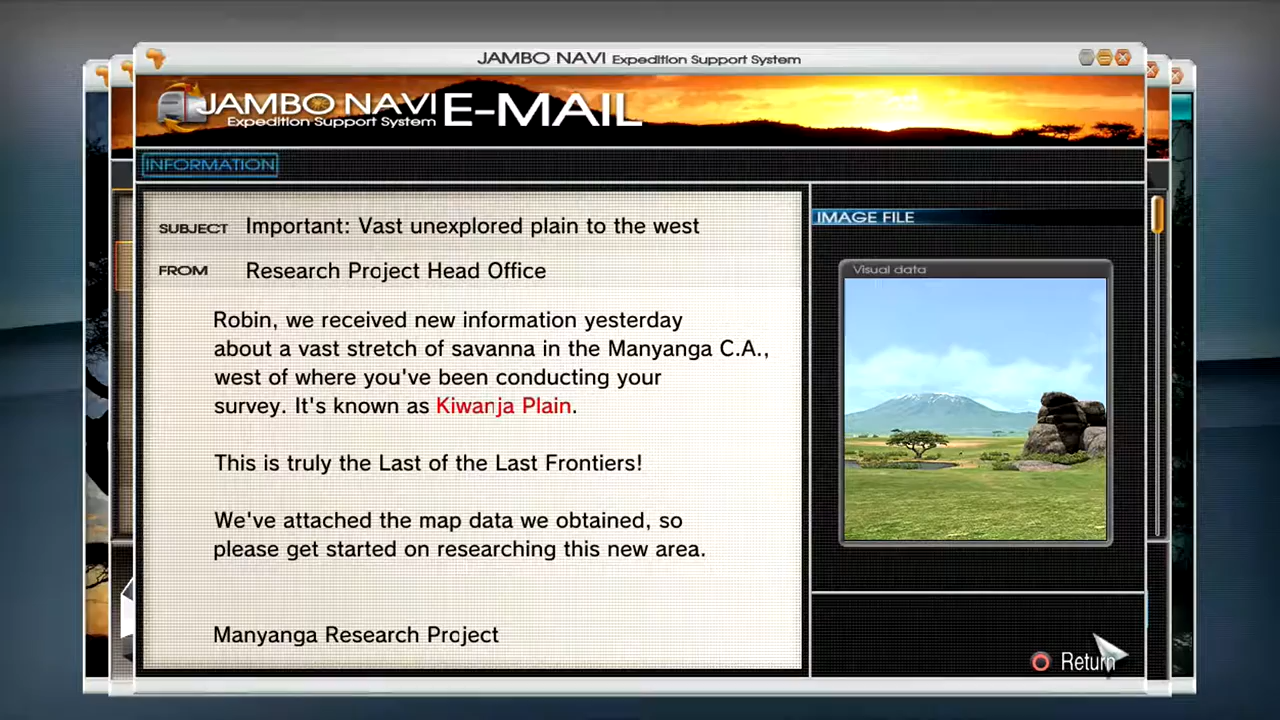 JAMBO NAVI Expedition Support System
JAMBO NAVI E-MAIL
Expedition Support System
INFORMATION
SUBJECT Important: Vast unexplored plain to the west
FROM Research Project Head Office
Robin, we received new information yesterday
about a vast stretch of savanna in the Manyanga C.A.,
west of where you've been conducting your
survey. It's known as Kiwanja Plain.
This is truly the Last of the Last Frontiers!
We've attached the map data we obtained, so
please get started on researching this new area.
Manyanga Research Project
IMAGE FILE
Visual data
Return